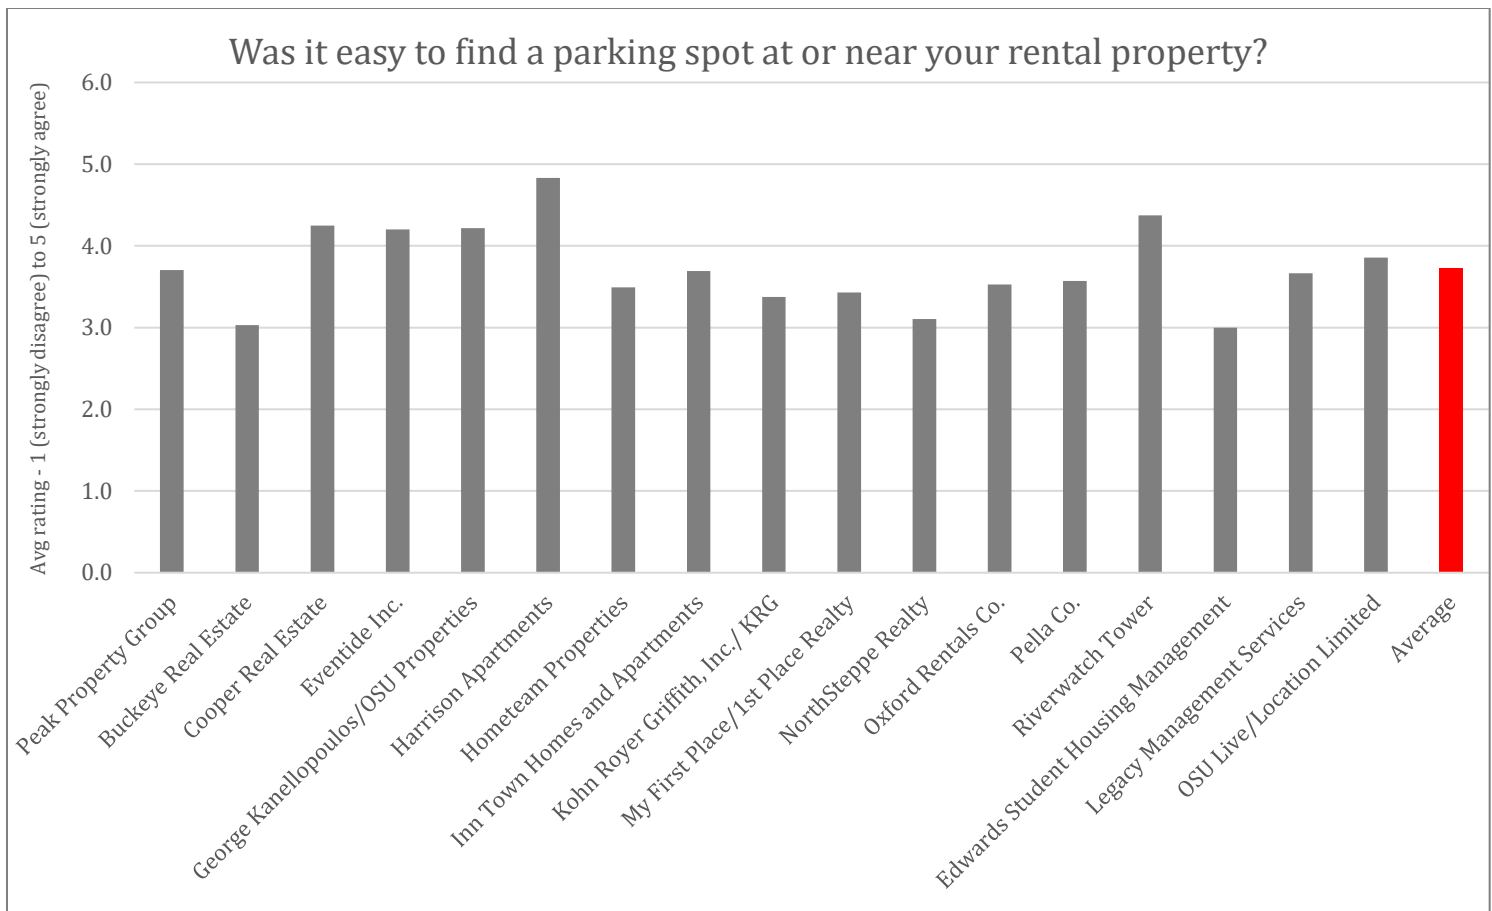 Was it easy to find a parking spot at or near your rental property?
Avg rating - 1 (strongly disagree) to 5 (strongly agree)
6.0
5.0
4.0
3.0
2.0
1.0
0.0
Peak Property Group
Buckeye Real Estate
Cooper Real Estate
Eventide Inc.
George Kanellopoulos/OSU Properties
Harrison Apartments
Hometeam Properties
Inn Town Homes and Apartments
Kohn Royer Griffith, Inc./ KRG
My First Place/1st Place Realty
NorthSteppe Realty
Oxford Rentals Co.
Pella Co.
Riverwatch Tower
Edwards Student Housing Management
Legacy Management Services
OSU Live/Location Limited
Average